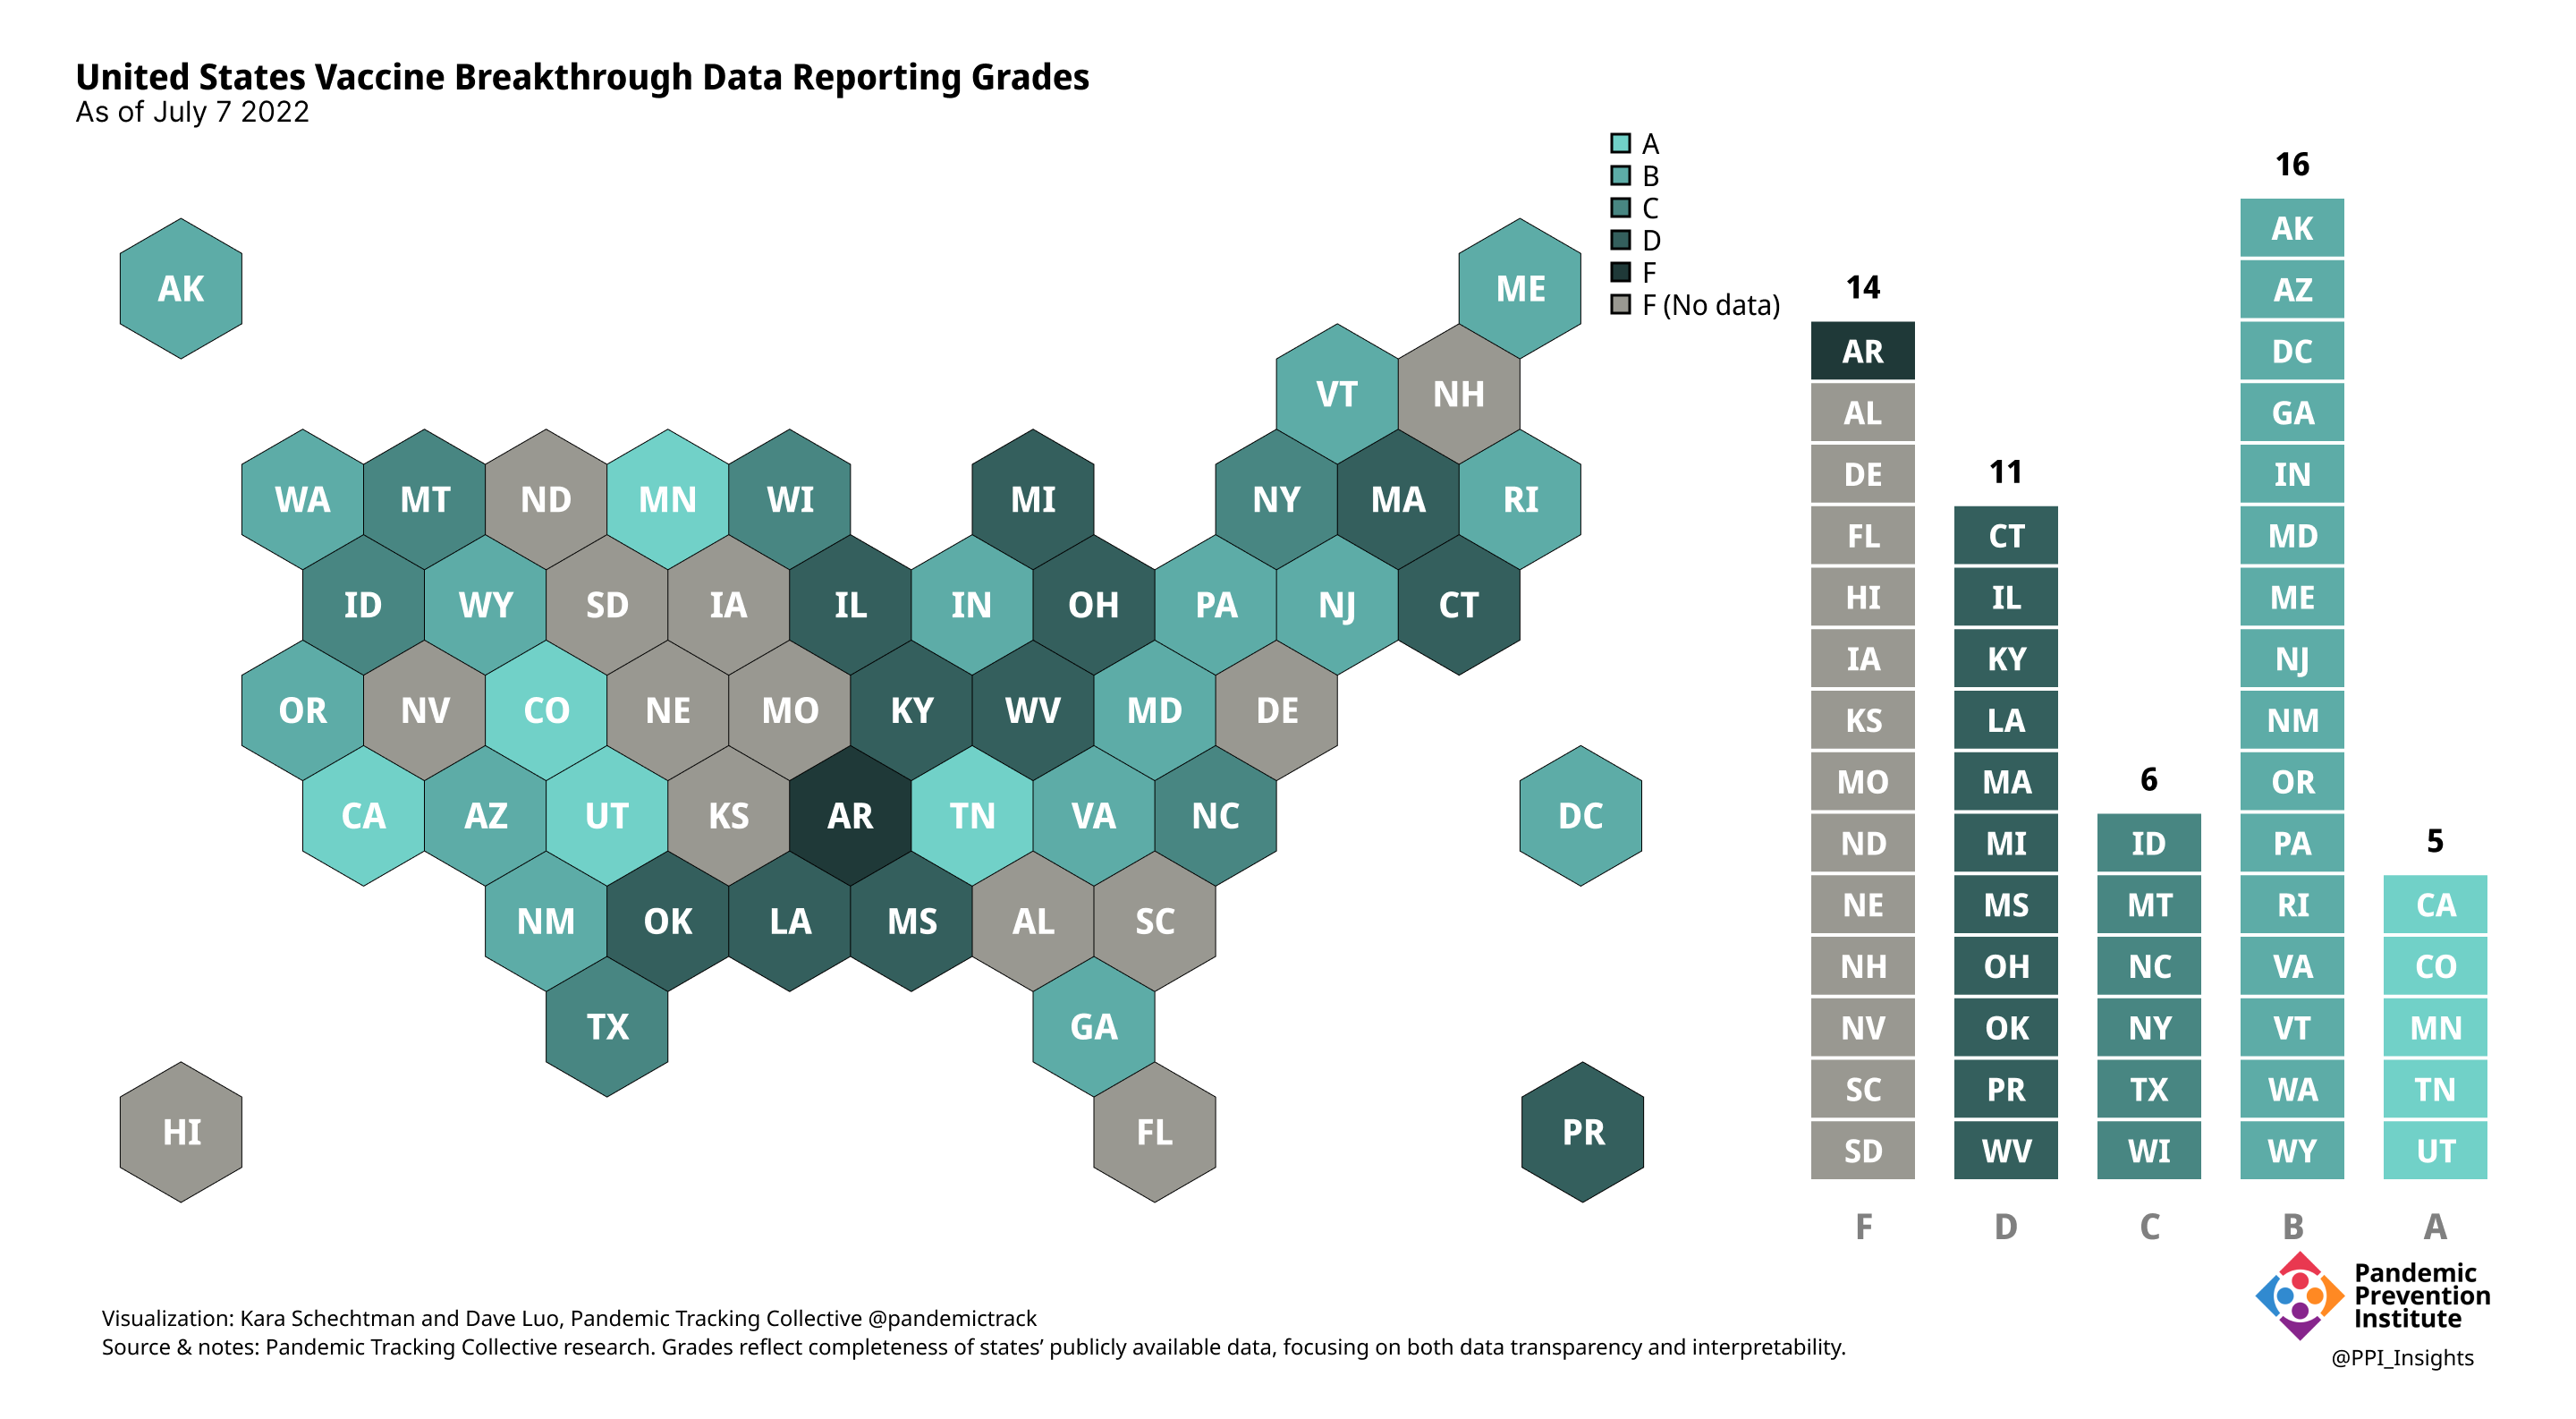 United States Vaccine Breakthrough Data Reporting Grades
As of July 7 2022
A
B
C
D
F
F (No data)
AK
ME
VT NH
WA MT ND MN WI MI NY MA RI
ID WY SD IA IL IN OH PA NJ CT
OR NV CO NE MO KY WV MD DE
CA AZ UT KS AR TN VA NC DC
NM OK LA MS AL SC
TX GA
HI FL PR
14
AR
AL
DE
FL
HI
IA
KS
MO
ND
NE
NH
NV
SC
SD
F
11
CT
IL
KY
LA
MA
MI
MS
OH
OK
PR
WV
D
6
ID
MT
NC
NY
TX
WI
C
16
AK
AZ
DC
GA
IN
MD
ME
NJ
NM
OR
PA
RI
VA
VT
WA
WY
B
5
CA
CO
MN
TN
UT
A
Visualization: Kara Schechtman and Dave Luo, Pandemic Tracking Collective @pandemictrack
Source & notes: Pandemic Tracking Collective research. Grades reflect completeness of states’ publicly available data, focusing on both data transparency and interpretability.
Pandemic
Prevention
Institute
@PPI_Insights